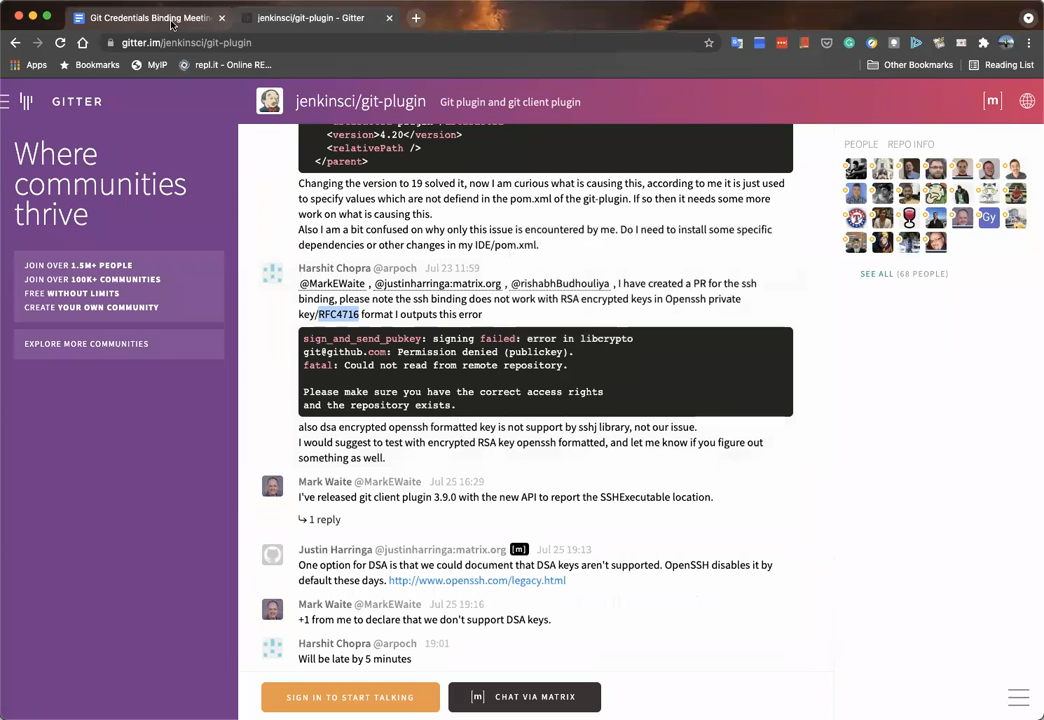 Git Credentials Binding Meetin
jenkinsci/git-plugin - Gitter
gitter.im/jenkinsci/git-plugin
Apps
Bookmarks
MyIP
repl.it - Online RE...
Other Bookmarks
Reading List
GITTER
jenkinsci/git-plugin
Git plugin and git client plugin
Where
communities
thrive
JOIN OVER 1.5M+ PEOPLE
JOIN OVER 100K+ COMMUNITIES
FREE WITHOUT LIMITS
CREATE YOUR OWN COMMUNITY
EXPLORE MORE COMMUNITIES
<version>4.20</version>
<relativePath />
</parent>
Changing the version to 19 solved it, now I am curious what is causing this, according to me it is just used
to specify values which are not defiend in the pom.xml of the git-plugin. If so then it needs some more
work on what is causing this.
Also I am a bit confused on why only this issue is encountered by me. Do I need to install some specific
dependencies or other changes in my IDE/pom.xml.
Harshit Chopra @arpoch Jul 23 11:59
@MarkEWaite , @justinharringa:matrix.org , @rishabhBudhouliya , I have created a PR for the ssh
binding, please note the ssh binding does not work with RSA encrypted keys in Openssh private
key/RFC4716 format I outputs this error
sign_and_send_pubkey: signing failed: error in libcrypto
git@github.com: Permission denied (publickey).
fatal: Could not read from remote repository.
Please make sure you have the correct access rights
and the repository exists.
also dsa encrypted openssh formatted key is not support by sshj library, not our issue.
I would suggest to test with encrypted RSA key openssh formatted, and let me know if you figure out
something as well.
Mark Waite @MarkEWaite Jul 25 16:29
I've released git client plugin 3.9.0 with the new API to report the SSHExecutable location.
1 reply
Justin Harringa @justinharringa:matrix.org [m] Jul 25 19:13
One option for DSA is that we could document that DSA keys aren't supported. OpenSSH disables it by
default these days. http://www.openssh.com/legacy.html
Mark Waite @MarkEWaite Jul 25 19:16
+1 from me to declare that we don't support DSA keys.
Harshit Chopra @arpoch 19:01
Will be late by 5 minutes
SIGN IN TO START TALKING
[m] CHAT VIA MATRIX
[m]
PEOPLE
REPO INFO
Gy
SEE ALL (68 PEOPLE)